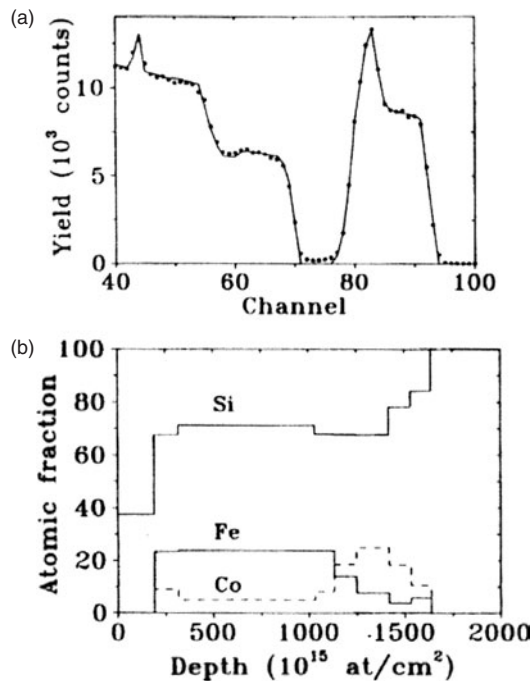 (a)
Yield (10³ counts)
10
5
0
40
60
80
100
Channel
(b)
Atomic fraction
100
80
60
40
20
0
Si
Fe
Co
0
500
1000
1500
2000
Depth (10¹⁵ at/cm²)